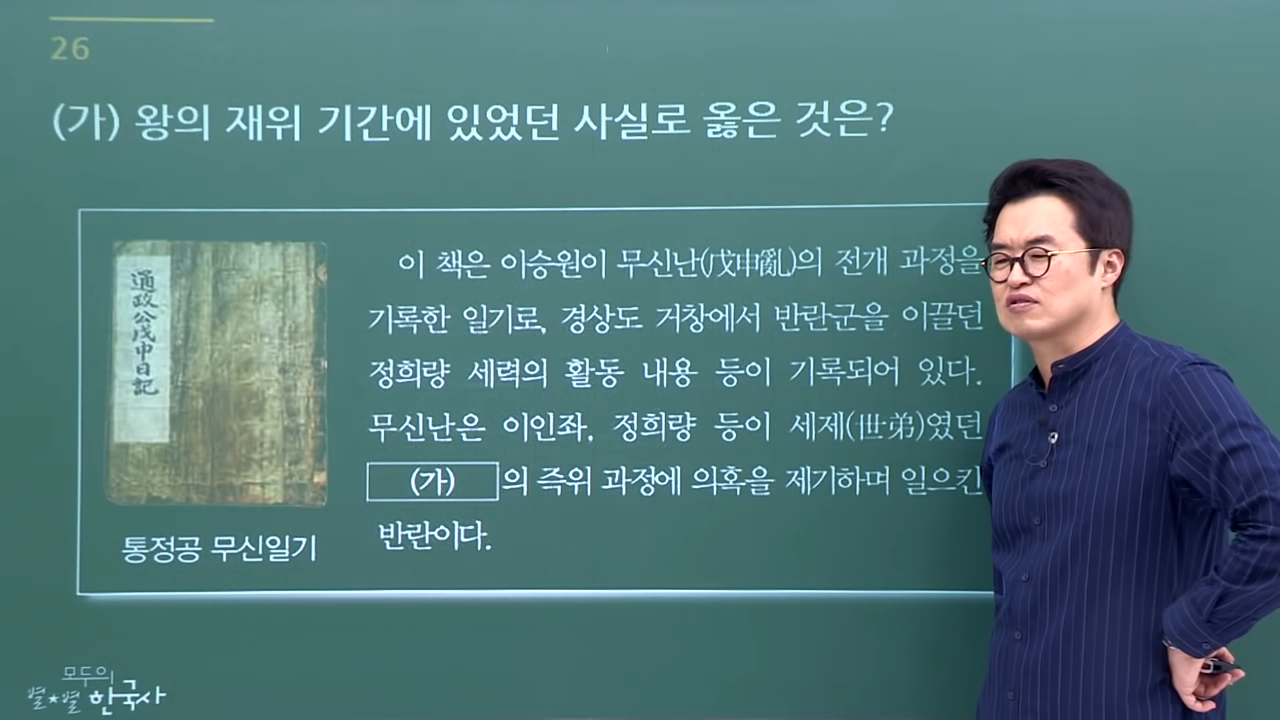 26
(가) 왕의 재위 기간에 있었던 사실로 옳은 것은?
이 책은 이승원이 무신난(戊申亂)의 전개 과정을
기록한 일기로, 경상도 거창에서 반란군을 이끌던
정희량 세력의 활동 내용 등이 기록되어 있다.
무신난은 이인좌, 정희량 등이 세제(世弟)였던
(가) 의 즉위 과정에 의혹을 제기하며 일으킨
반란이다.
通政公戊申日記
통정공 무신일기
모두의
별★별 한국사